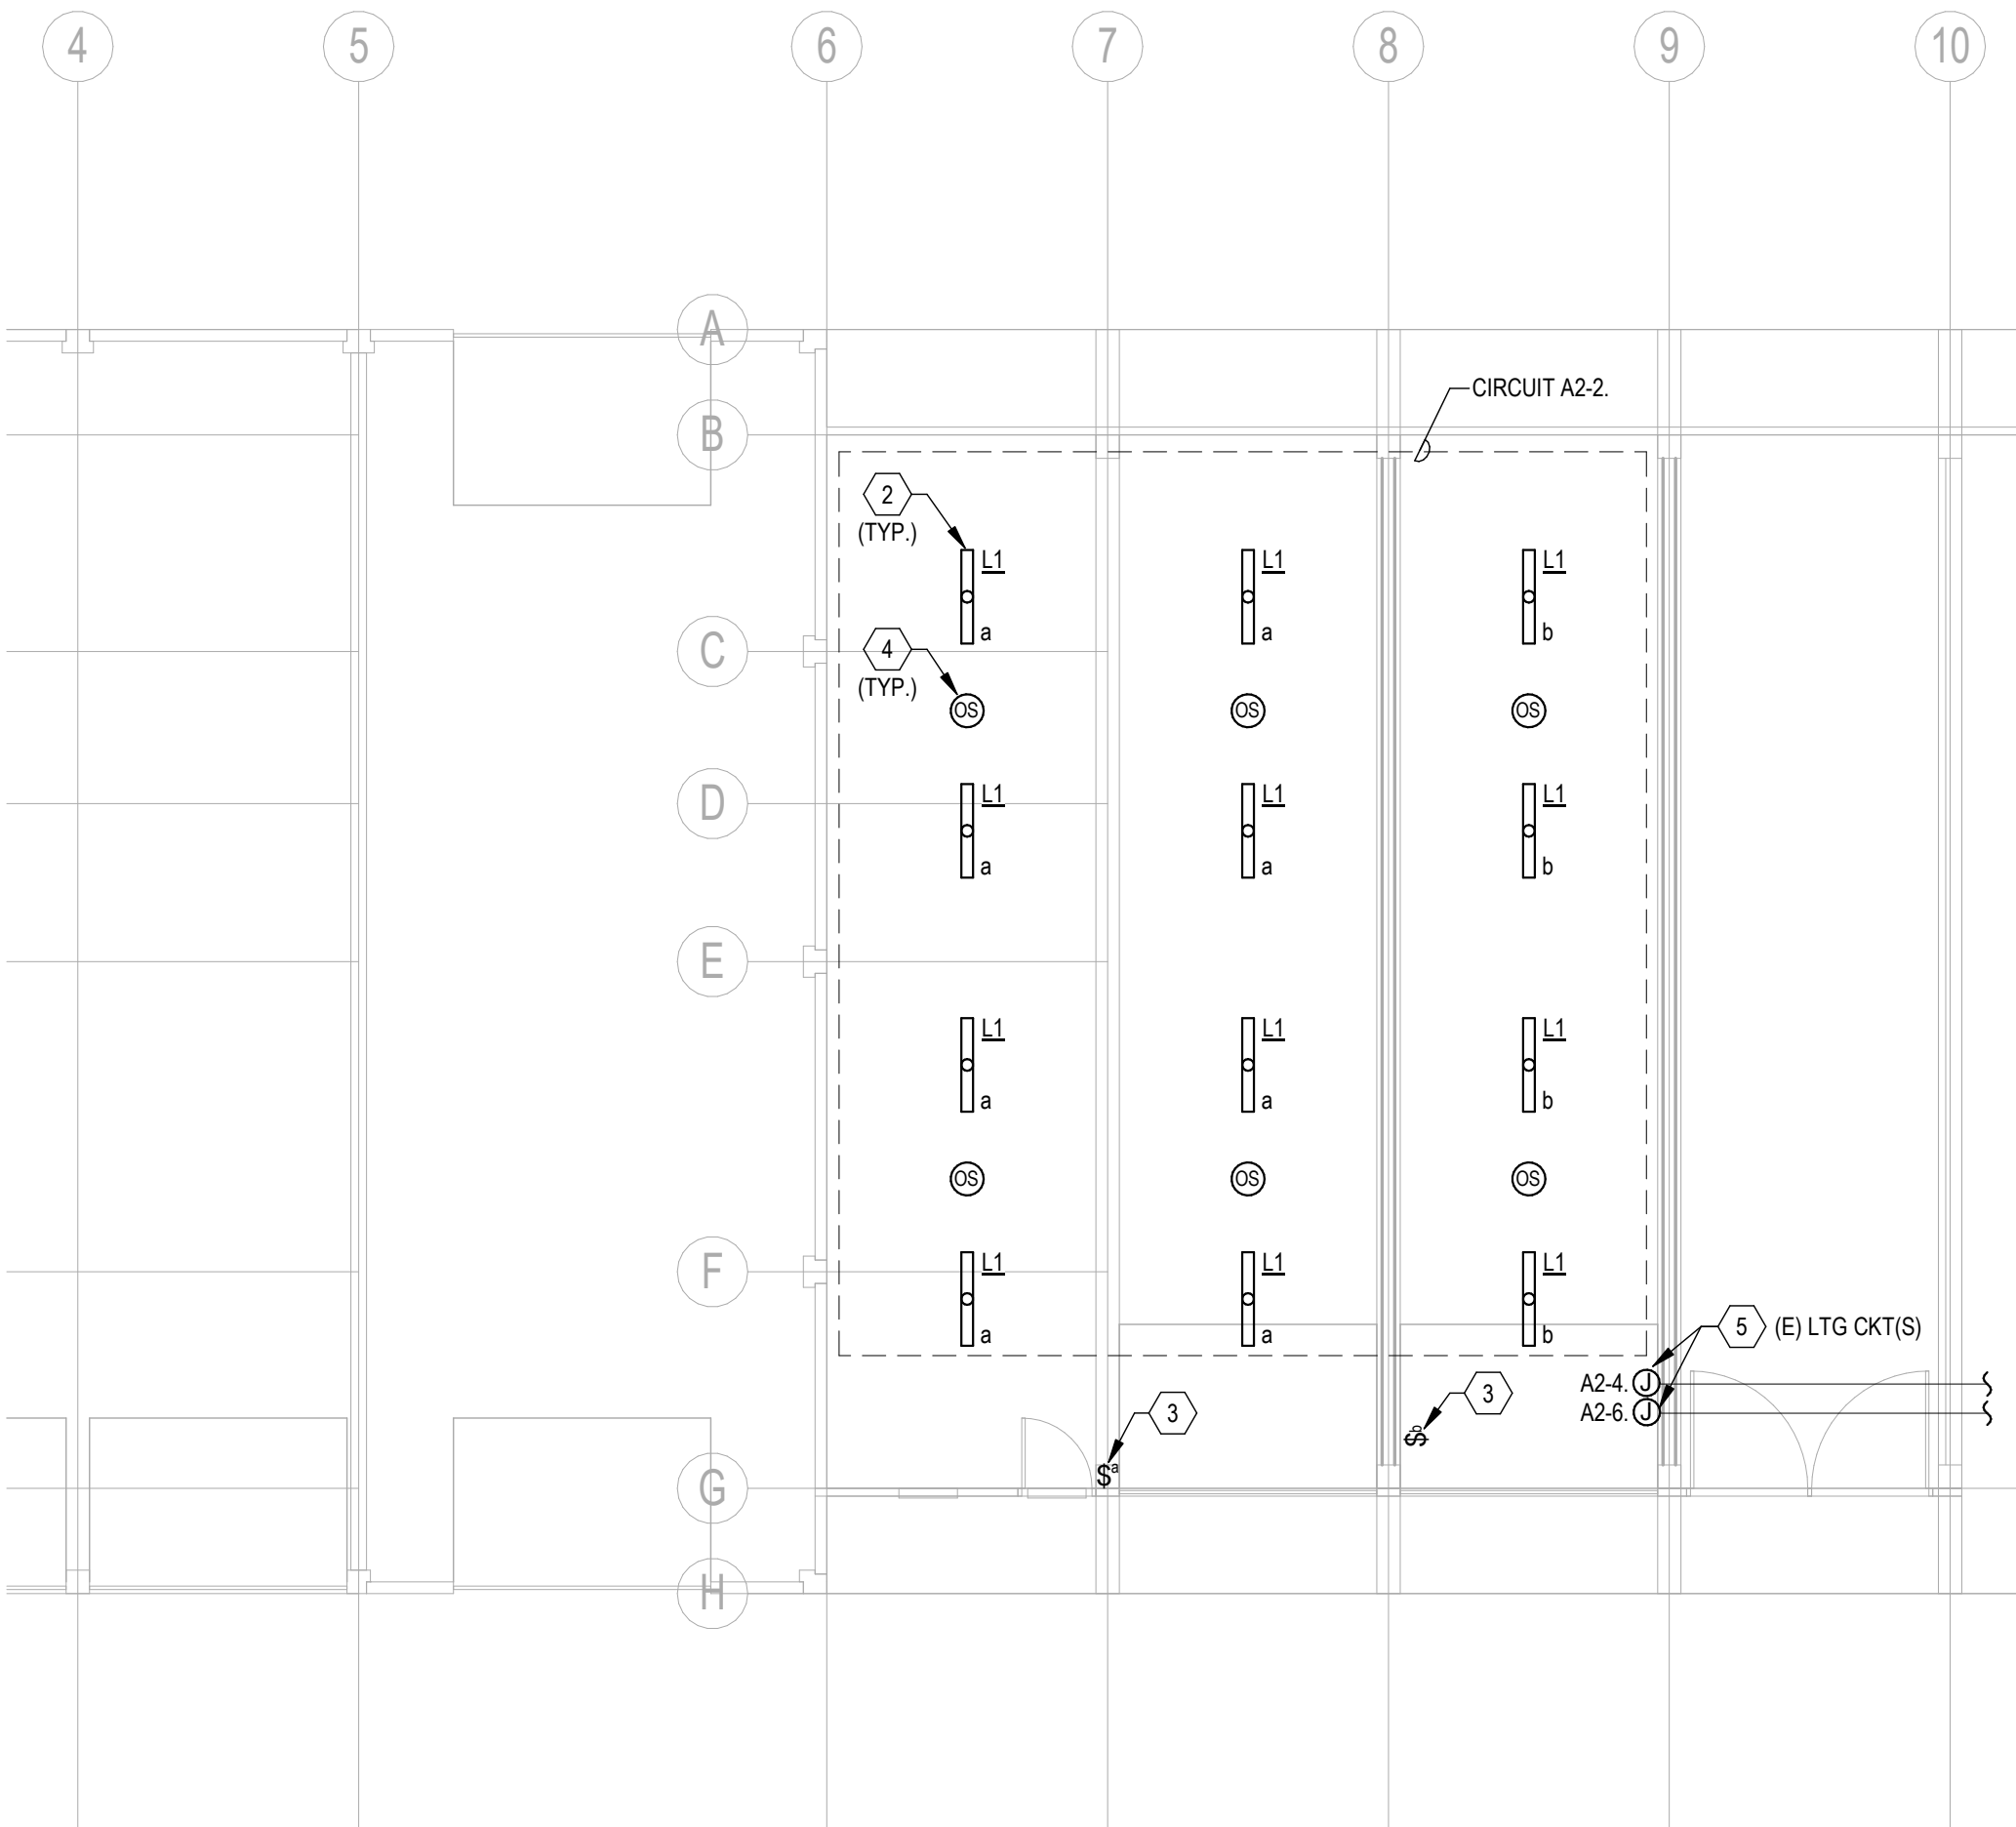 4 5 6 7 8 9 10
A
CIRCUIT A2-2.
B
2
(TYP.)
L1 L1 L1
a a b
C
4
(TYP.)
OS OS OS
L1 L1 L1
D
a a b
E
L1 L1 L1
a a b
OS OS OS
L1 L1 L1
F
a a b
5 (E) LTG CKT(S)
A2-4. J
A2-6. J
3
3
$b
$a
G
H